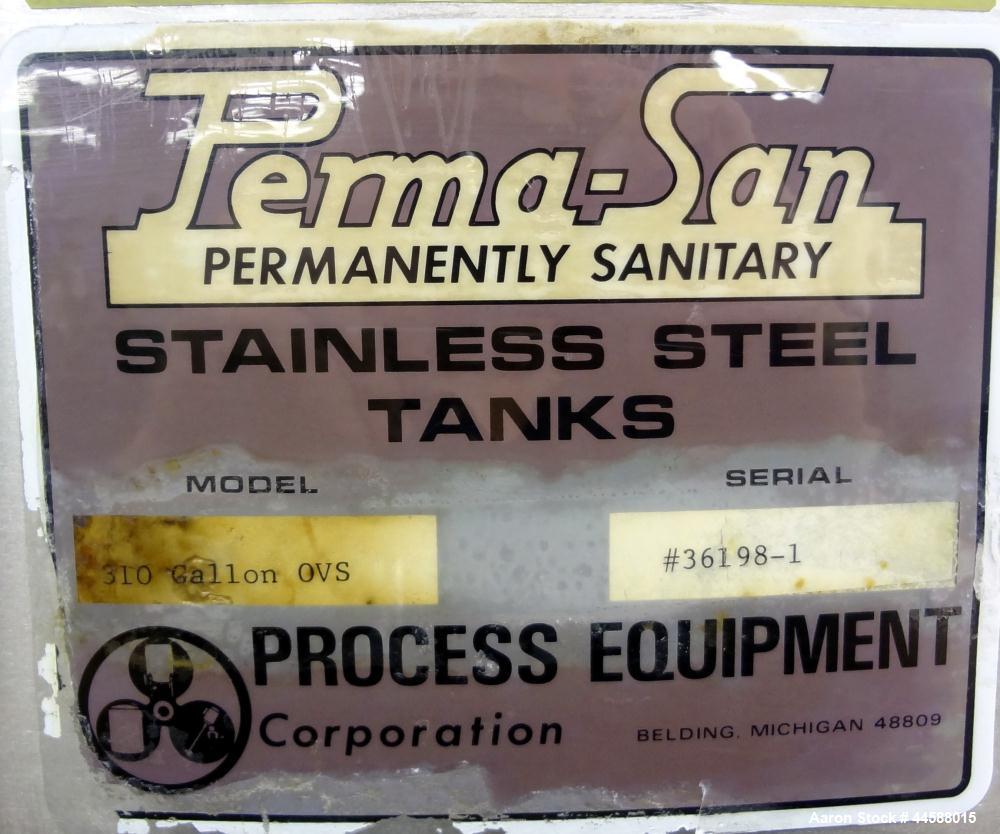 Perma-San
PERMANENTLY SANITARY
STAINLESS STEEL
TANKS
MODEL
SERIAL
310 Gallon OVS
#36198-1
PROCESS EQUIPMENT
Corporation
BELDING, MICHIGAN 48809
Aaron Stock # 44588015